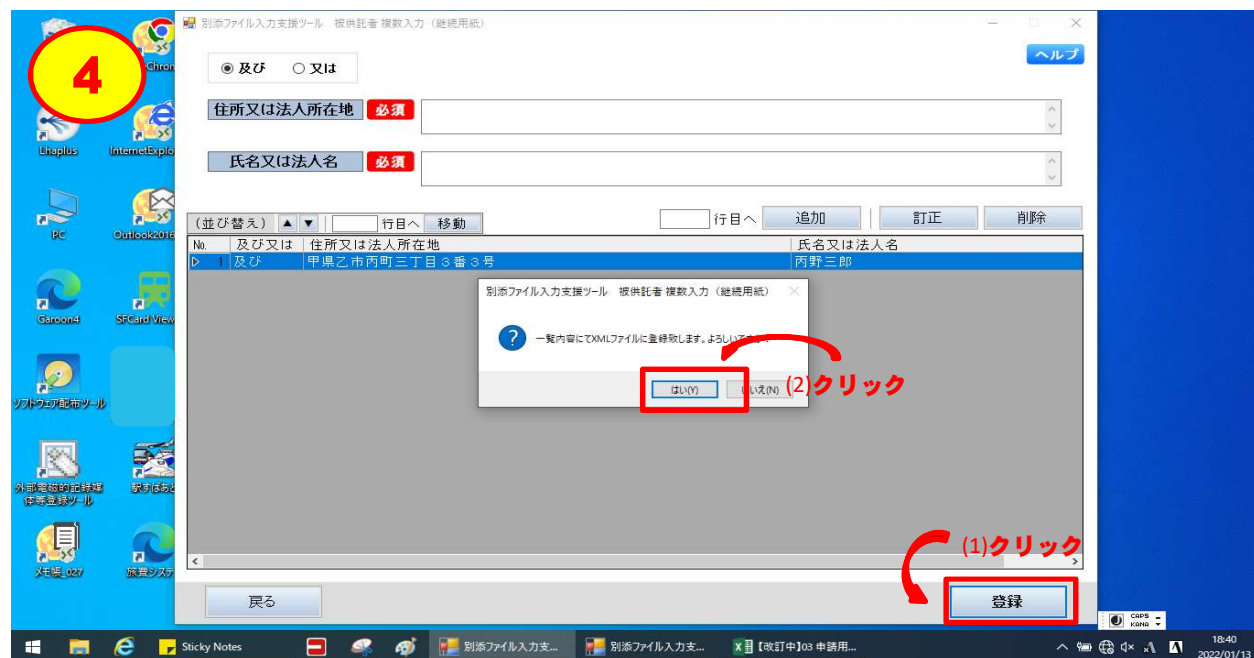 別添ファイル入力支援ツール 被供託者 複数入力 (継続用紙)
4
ヘルプ
及び 又は
住所又は法人所在地 必須
氏名又は法人名 必須
(並び替え) ▲ ▼ 行目へ 移動 行目へ 追加 訂正 削除
No. 及び又は 住所又は法人所在地 氏名又は法人名
1 及び 甲県乙市丙町三丁目3番3号 丙野三郎
別添ファイル入力支援ツール 被供託者 複数入力 (継続用紙)
一覧内容にてXMLファイルに登録致します。よろしいですか
はい(Y) いいえ(N)
(2)クリック
(1)クリック
戻る 登録
Lhaplus
InternetExplo
PC
Outlook2016
Garoon4
SFCard View
ソフトウェア配布ツール
外部電磁的記録媒
体等登録ツール
駅すぱあと
メモ帳_027
旅費システ
CAPS
KANA
Sticky Notes
別添ファイル入力支...
別添ファイル入力支...
【改訂中】03 申請用...
18:40
2022/01/13